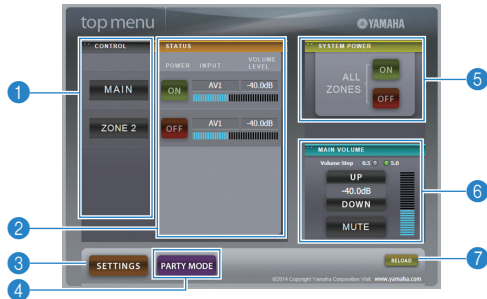 top menu
YAMAHA
CONTROL
MAIN
ZONE 2
STATUS
POWER INPUT VOLUME LEVEL
ON AV1 -40.0dB
OFF AV1 -40.0dB
SYSTEM POWER
ALL ZONES
ON
OFF
MAIN VOLUME
Volume Step 0.5 5.0
UP
-40.0dB
DOWN
MUTE
SETTINGS
PARTY MODE
RELOAD
©2014 Copyright Yamaha Corporation Visit www.yamaha.com
1
2
3
4
5
6
7